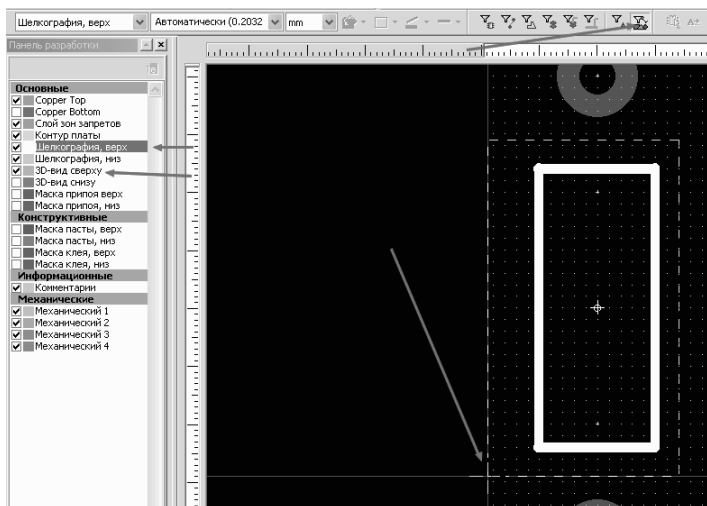 Шелкография, верх
Автоматически (0.2032
mm
Панель разработки
Основные
Copper Top
Copper Bottom
Слой зон запретов
Контур платы
Шелкография, верх
Шелкография, низ
3D-вид сверху
3D-вид снизу
Маска припоя верх
Маска припоя, низ
Конструктивные
Маска пасты, верх
Маска пасты, низ
Маска клея, верх
Маска клея, низ
Информационные
Комментарии
Механические
Механический 1
Механический 2
Механический 3
Механический 4